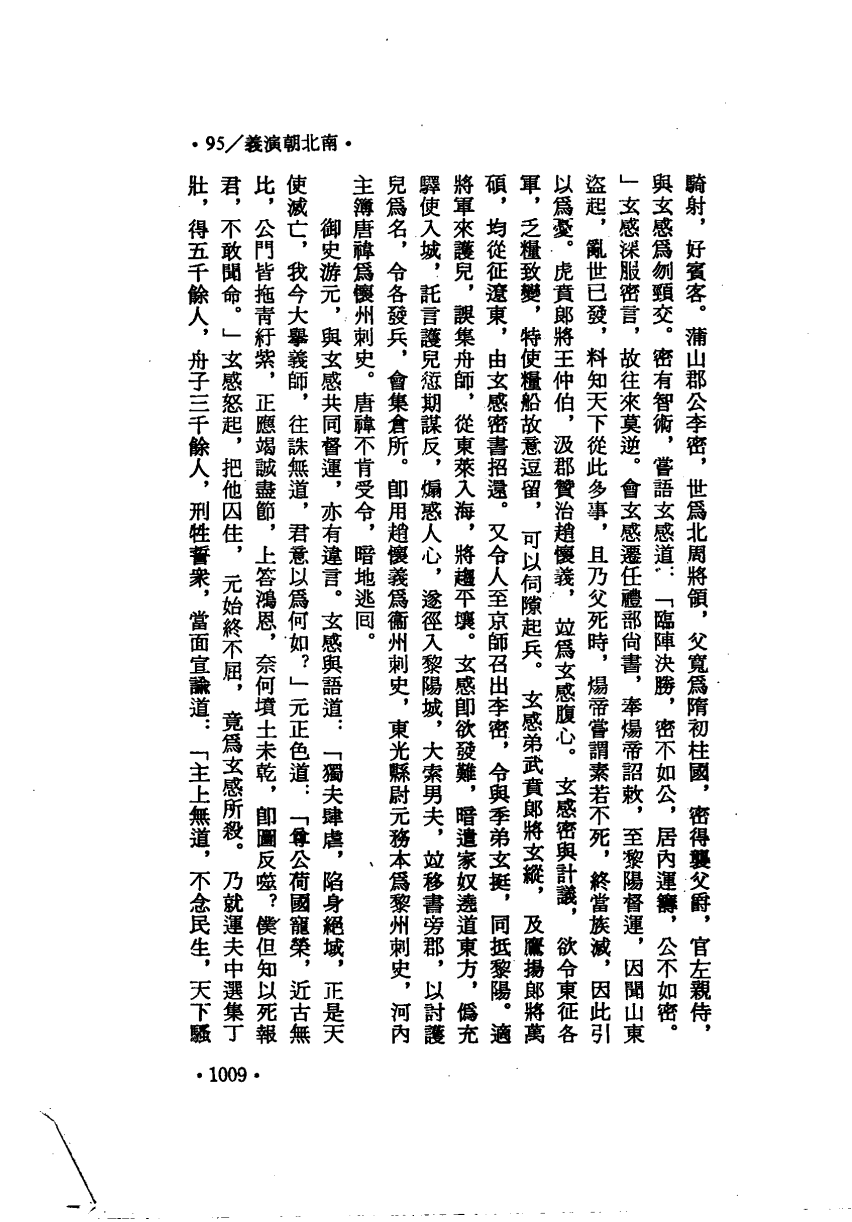 ·南北朝演義/95·
騎射，好賓客。蒲山郡公李密，世爲北周將領，父寬爲隋初柱國，密得襲父爵，官左親侍，
與玄感爲刎頸交。密有智術，嘗語玄感道：「臨陣決勝，密不如公，居內運籌，公不如密。
」玄感深服密言，故往來莫逆。會玄感遷任禮部尙書，奉煬帝詔敕，至黎陽督運，因聞山東
盜起，亂世已發，料知天下從此多事，且乃父死時，煬帝嘗謂素若不死，終當族滅，因此引
以爲憂。虎賁郎將王仲伯，汲郡贊治趙懷義，竝爲玄感腹心。玄感密與計議，欲令東征各
軍，乏糧致變，特使糧船故意逗留，可以伺隙起兵。玄感弟武賁郎將玄縱，及鷹揚郎將萬
碩，均從征遼東，由玄感密書招還。又令人至京師召出李密，令與季弟玄挺，同抵黎陽。適
將軍來護兒，誤集舟師，從東萊入海，將趨平壤。玄感卽欲發難，暗遣家奴遶道東方，僞充
驛使入城，託言護兒愆期謀反，煽惑人心，遂徑入黎陽城，大索男夫，竝移書旁郡，以討護
兒爲名，令各發兵，會集倉所。卽用趙懷義爲衞州刺史，東光縣尉元務本爲黎州刺史，河內
主簿唐禕爲懷州刺史。唐禕不肯受令，暗地逃回。
御史游元，與玄感共同督運，亦有違言。玄感與語道：「獨夫肆虐，陷身絕域，正是天
使滅亡，我今大擧義師，往誅無道，君意以爲何如？」元正色道：「尊公荷國寵榮，近古無
比，公門皆拖靑紆紫，正應竭誠盡節，上答鴻恩，奈何墳土未乾，卽圖反噬？僕但知以死報
君，不敢聞命。」玄感怒起，把他囚住，元始終不屈，竟爲玄感所殺。乃就運夫中選集丁
壯，得五千餘人，舟子三千餘人，刑牲誓衆，當面宣諭道：「主上無道，不念民生，天下騷
·1009·